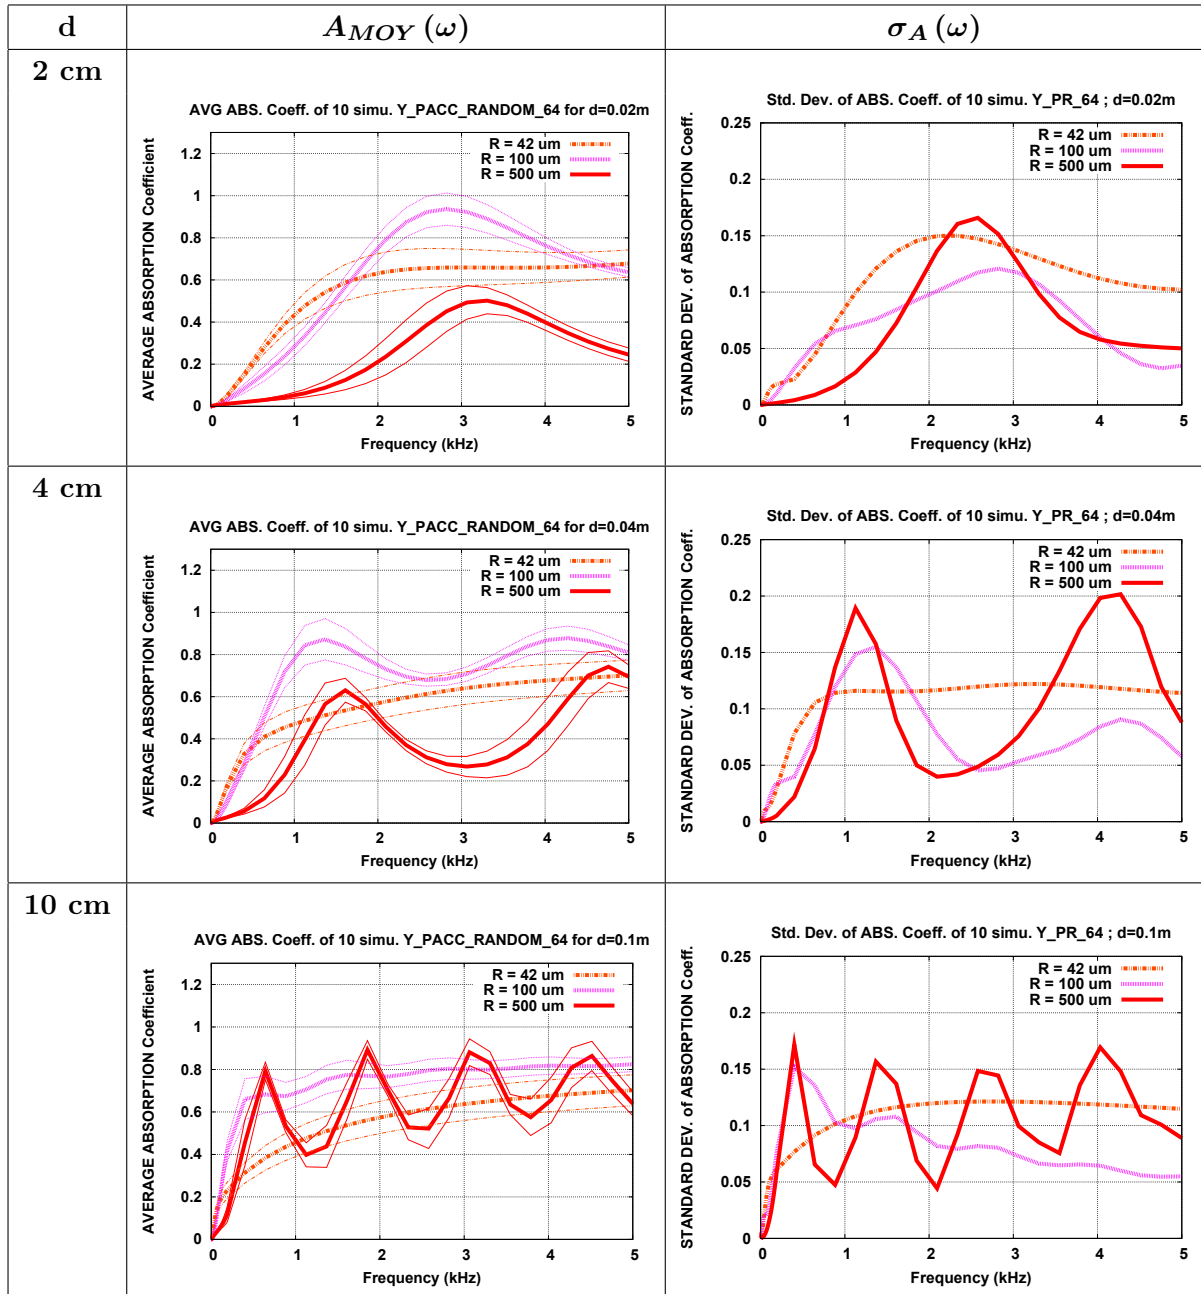 d A_MOY (ω) σ_A (ω)
2 cm
AVG ABS. Coeff. of 10 simu. Y_PACC_RANDOM_64 for d=0.02m
AVERAGE ABSORPTION Coefficient
1.2
1
0.8
0.6
0.4
0.2
0
R = 42 um
R = 100 um
R = 500 um
0 1 2 3 4 5
Frequency (kHz)
Std. Dev. of ABS. Coeff. of 10 simu. Y_PR_64 ; d=0.02m
STANDARD DEV. of ABSORPTION Coeff.
0.25
0.2
0.15
0.1
0.05
0
R = 42 um
R = 100 um
R = 500 um
0 1 2 3 4 5
Frequency (kHz)
4 cm
AVG ABS. Coeff. of 10 simu. Y_PACC_RANDOM_64 for d=0.04m
AVERAGE ABSORPTION Coefficient
1.2
1
0.8
0.6
0.4
0.2
0
R = 42 um
R = 100 um
R = 500 um
0 1 2 3 4 5
Frequency (kHz)
Std. Dev. of ABS. Coeff. of 10 simu. Y_PR_64 ; d=0.04m
STANDARD DEV. of ABSORPTION Coeff.
0.25
0.2
0.15
0.1
0.05
0
R = 42 um
R = 100 um
R = 500 um
0 1 2 3 4 5
Frequency (kHz)
10 cm
AVG ABS. Coeff. of 10 simu. Y_PACC_RANDOM_64 for d=0.1m
AVERAGE ABSORPTION Coefficient
1.2
1
0.8
0.6
0.4
0.2
0
R = 42 um
R = 100 um
R = 500 um
0 1 2 3 4 5
Frequency (kHz)
Std. Dev. of ABS. Coeff. of 10 simu. Y_PR_64 ; d=0.1m
STANDARD DEV. of ABSORPTION Coeff.
0.25
0.2
0.15
0.1
0.05
0
R = 42 um
R = 100 um
R = 500 um
0 1 2 3 4 5
Frequency (kHz)